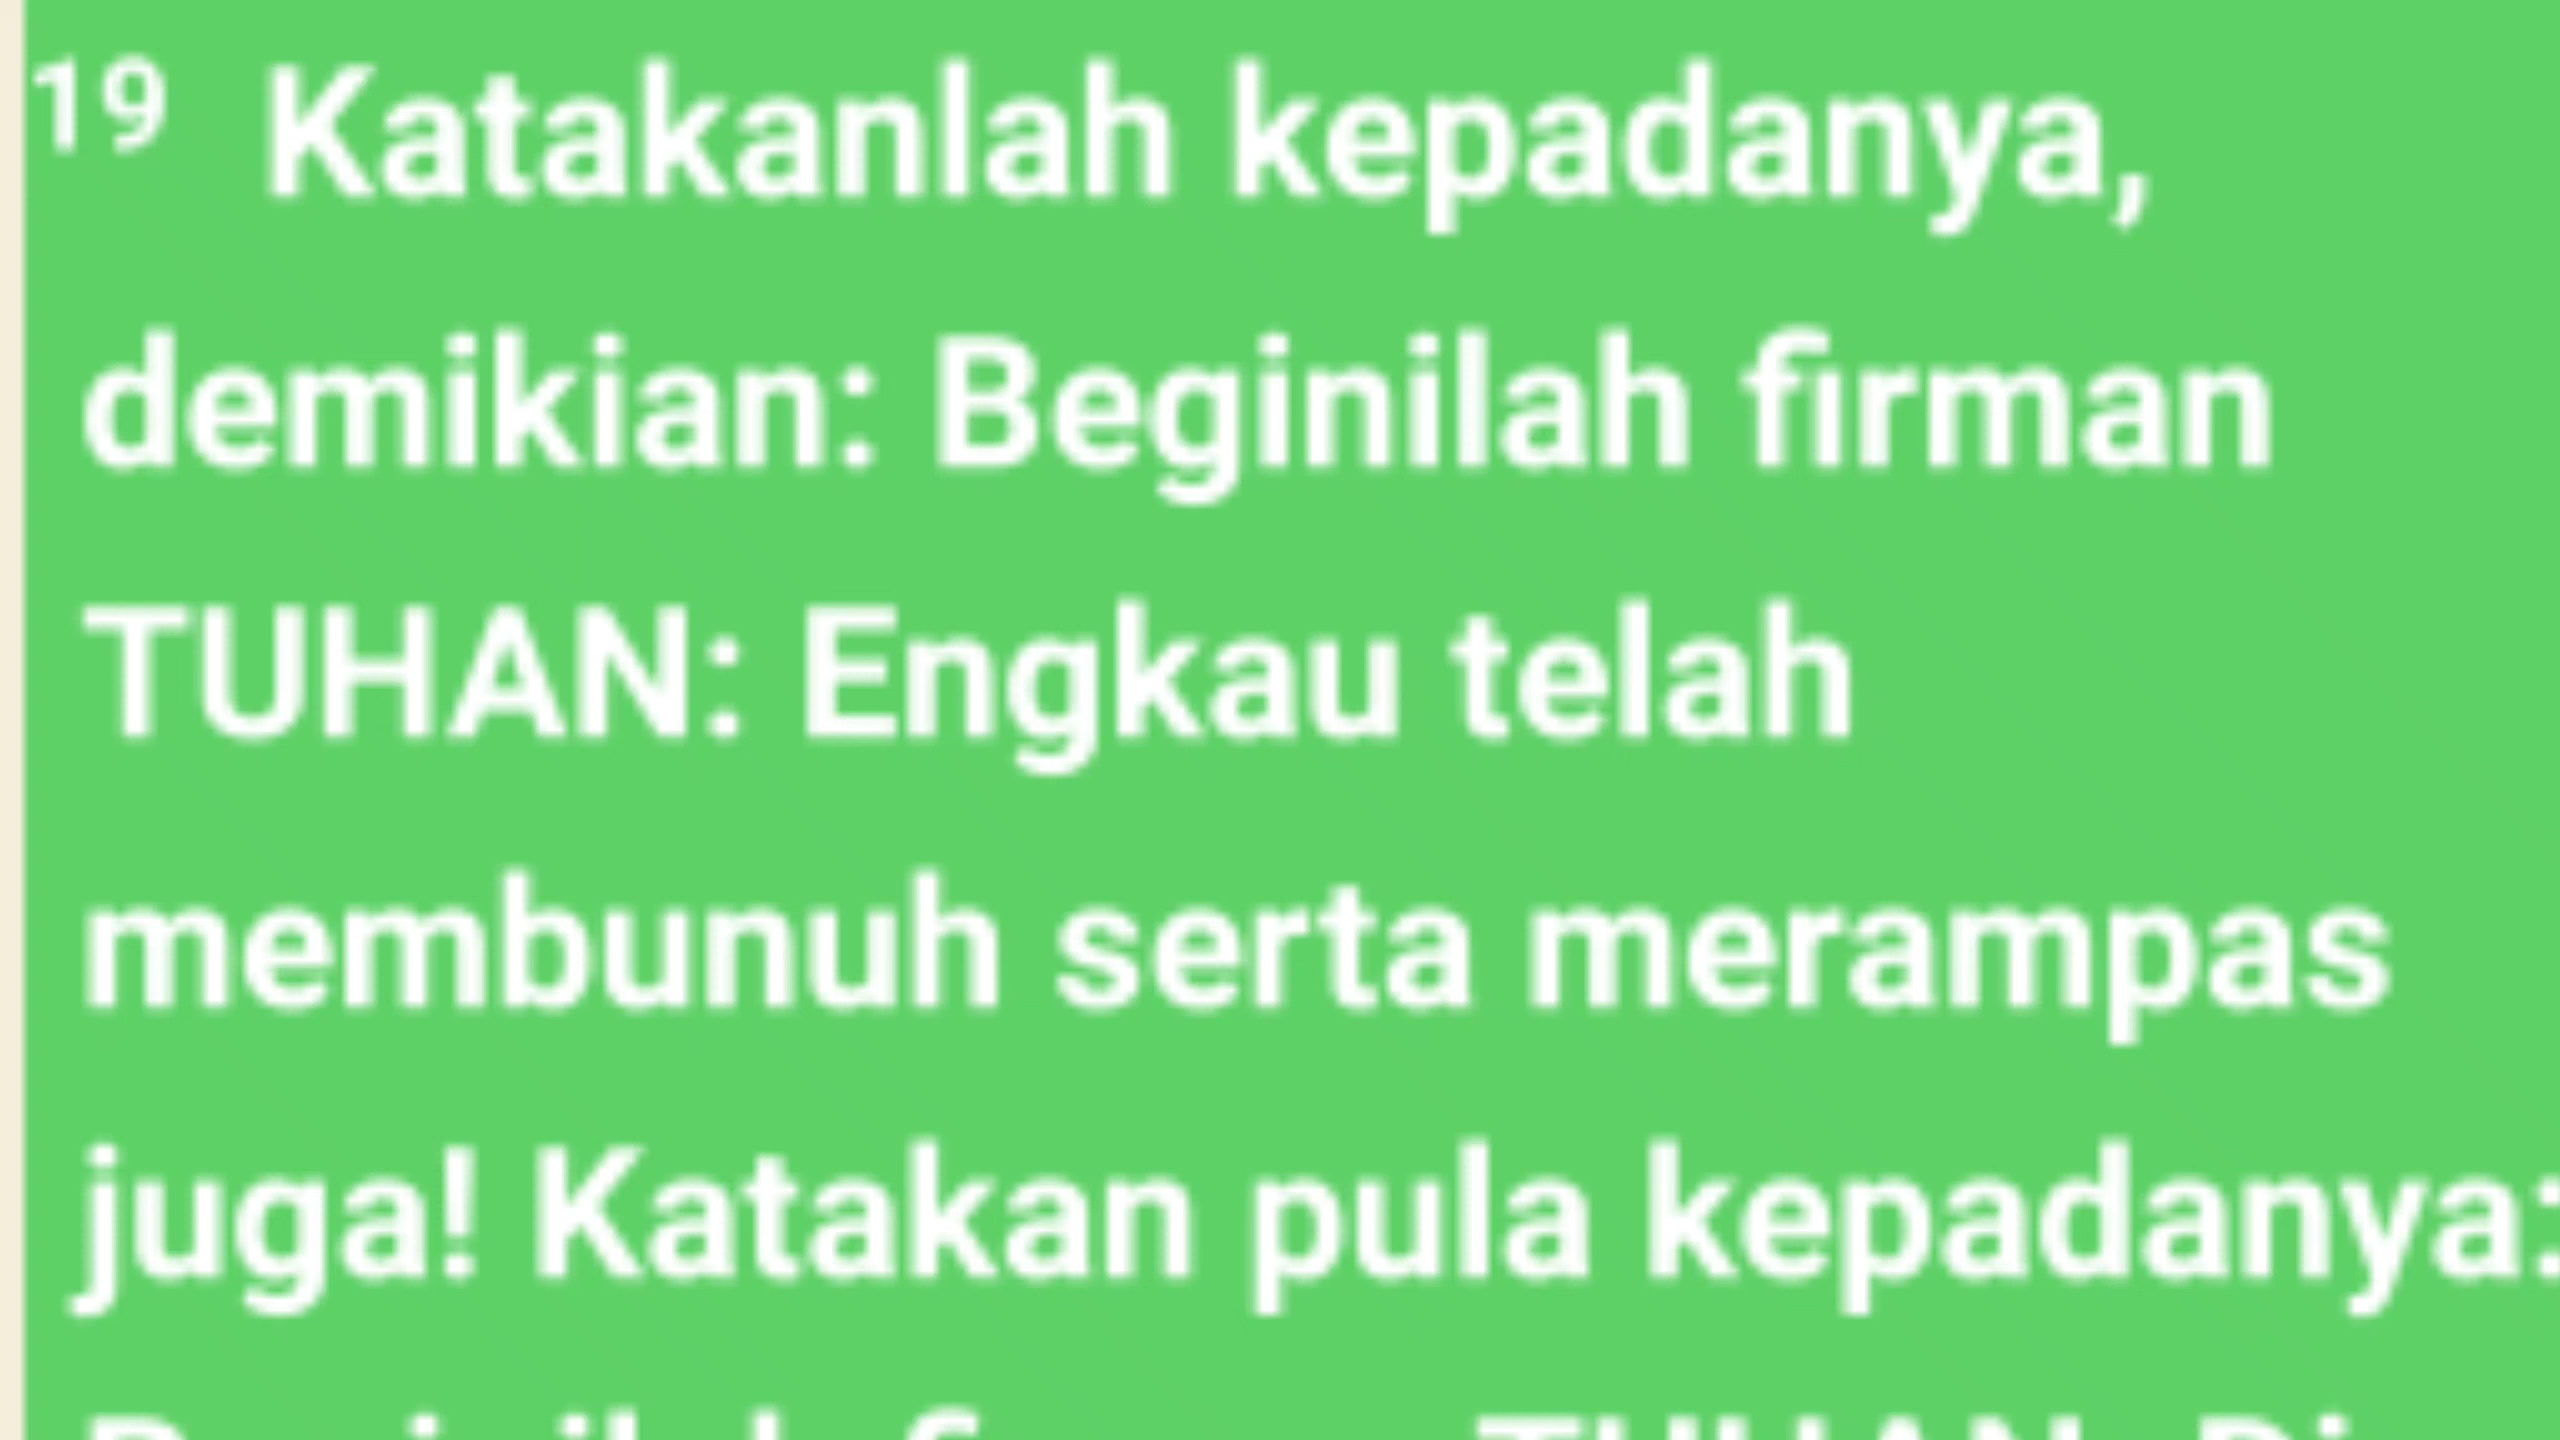 19 Katakanlah kepadanya,
demikian: Beginilah firman
TUHAN: Engkau telah
membunuh serta merampas
juga! Katakan pula kepadanya: